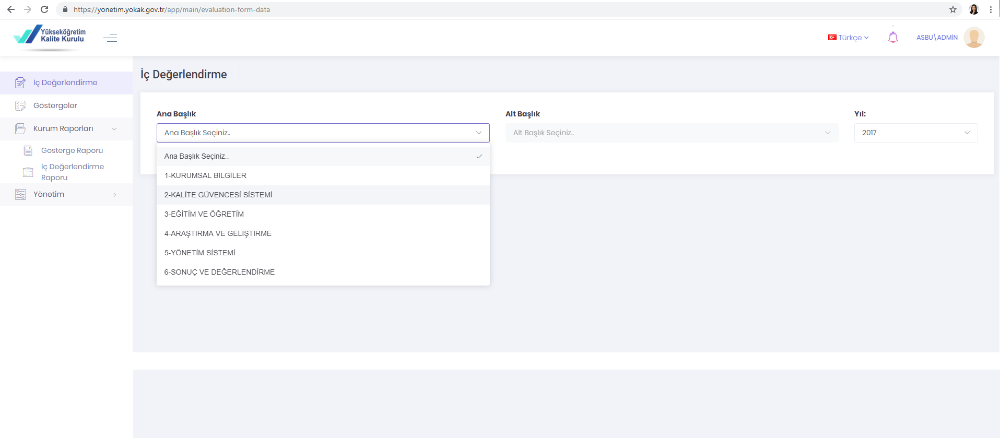 https://yonetim.yokak.gov.tr/app/main/evaluation-form-data
Yükseköğretim
Kalite Kurulu
Türkçe
ASBU\ADMİN
İç Değerlendirme
Göstergeler
Kurum Raporları
Gösterge Raporu
İç Değerlendirme
Raporu
Yönetim
İç Değerlendirme
Ana Başlık
Ana Başlık Seçiniz..
Ana Başlık Seçiniz..
1-KURUMSAL BİLGİLER
2-KALİTE GÜVENCESİ SİSTEMİ
3-EĞİTİM VE ÖĞRETİM
4-ARAŞTIRMA VE GELİŞTİRME
5-YÖNETİM SİSTEMİ
6-SONUÇ VE DEĞERLENDİRME
Alt Başlık
Alt Başlık Seçiniz..
Yıl:
2017